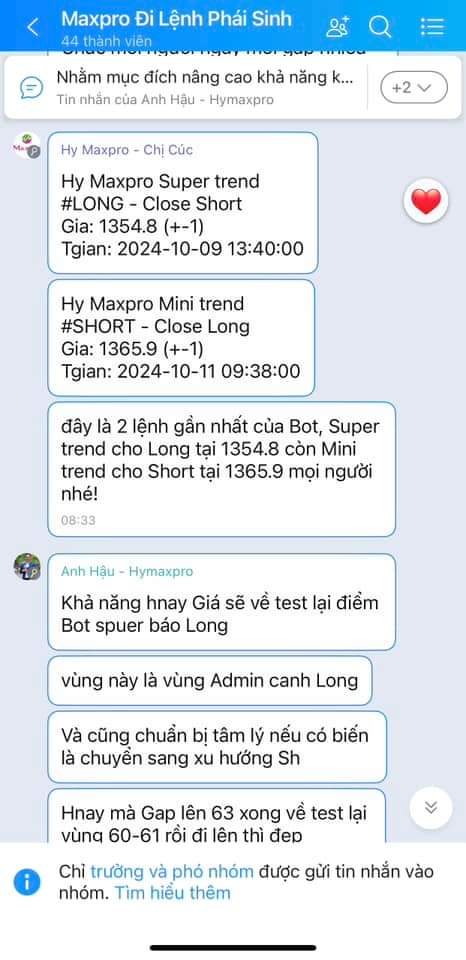 Maxpro Đi Lệnh Phái Sinh
44 thành viên
Nhằm mục đích nâng cao khả năng k...
Tin nhắn của Anh Hậu - Hymaxpro
+2
Hy Maxpro - Chị Cúc
Hy Maxpro Super trend
#LONG - Close Short
Gia: 1354.8 (+-1)
Tgian: 2024-10-09 13:40:00
Hy Maxpro Mini trend
#SHORT - Close Long
Gia: 1365.9 (+-1)
Tgian: 2024-10-11 09:38:00
đây là 2 lệnh gần nhất của Bot, Super
trend cho Long tại 1354.8 còn Mini
trend cho Short tại 1365.9 mọi người
nhé!
08:33
Anh Hậu - Hymaxpro
Khả năng hnay Giá sẽ về test lại điểm
Bot spuer báo Long
vùng này là vùng Admin canh Long
Và cũng chuẩn bị tâm lý nếu có biến
là chuyển sang xu hướng Sh
Hnay mà Gap lên 63 xong về test lại
vùng 60-61 rồi đi lên thì đẹp
Chỉ trưởng và phó nhóm được gửi tin nhắn vào
nhóm. Tìm hiểu thêm